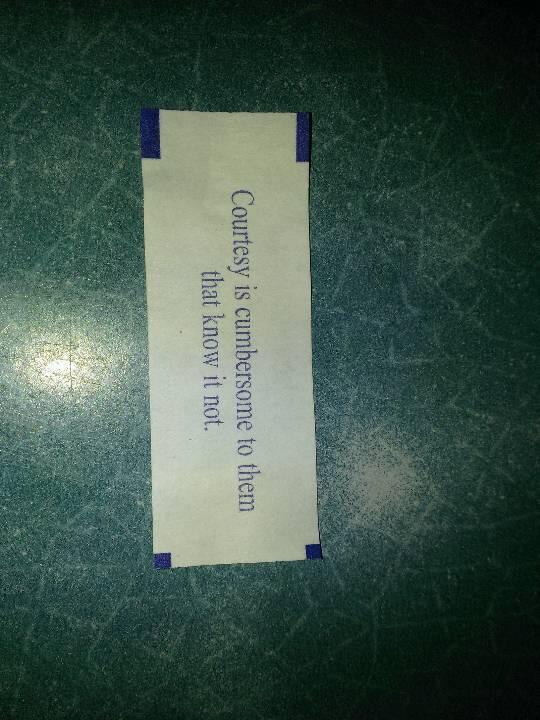 Courtesy is cumbersome to them
that know it not.